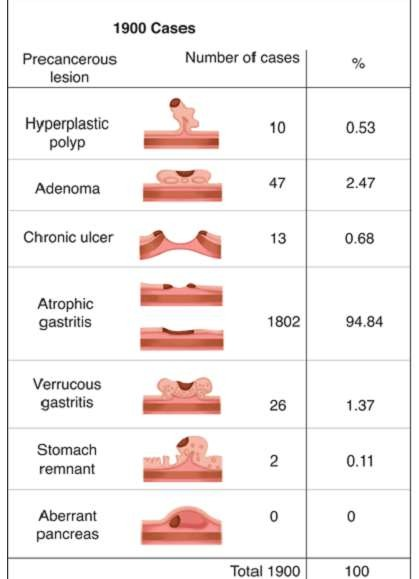 1900 Cases
Precancerous lesion Number of cases %
Hyperplastic polyp 10 0.53
Adenoma 47 2.47
Chronic ulcer 13 0.68
Atrophic gastritis 1802 94.84
Verrucous gastritis 26 1.37
Stomach remnant 2 0.11
Aberrant pancreas 0 0
Total 1900 100